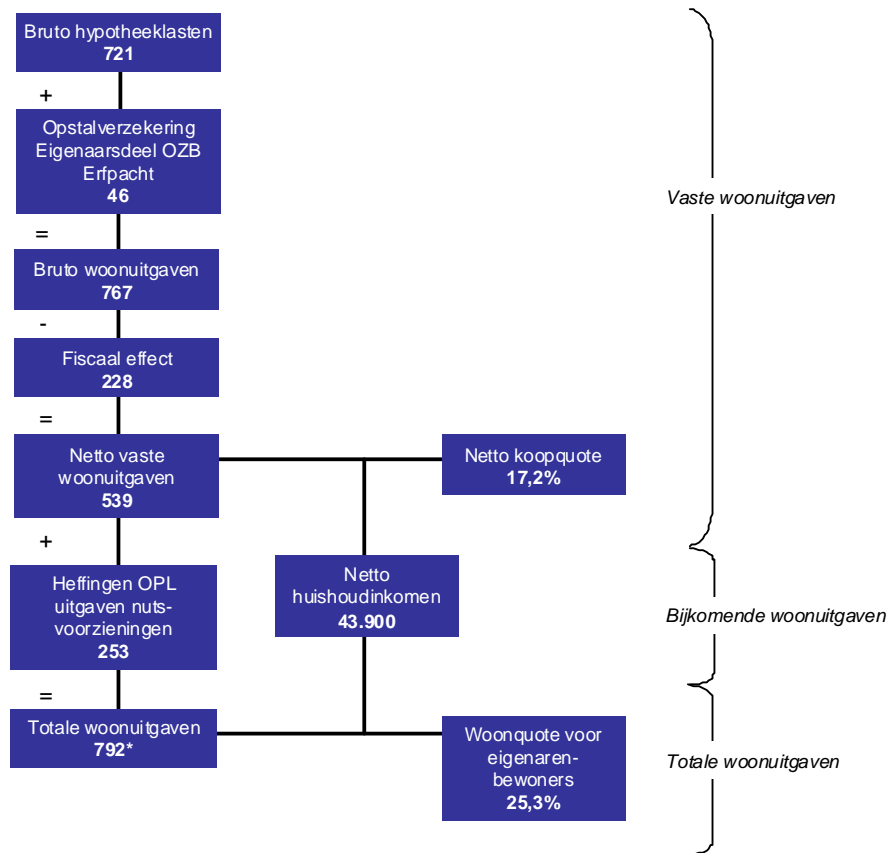 Bruto hypotheeklasten
721
+
Opstalverzekering
Eigenaarsdeel OZB
Erfpacht
46
=
Bruto woonuitgaven
767
-
Fiscaal effect
228
=
Netto vaste
woonuitgaven
539
Netto koopquote
17,2%
+
Heffingen OPL
uitgaven nuts-
voorzieningen
253
Netto
huishoudinkomen
43.900
=
Totale woonuitgaven
792*
Woonquote voor
eigenaren-
bewoners
25,3%
Vaste woonuitgaven
Bijkomende woonuitgaven
Totale woonuitgaven